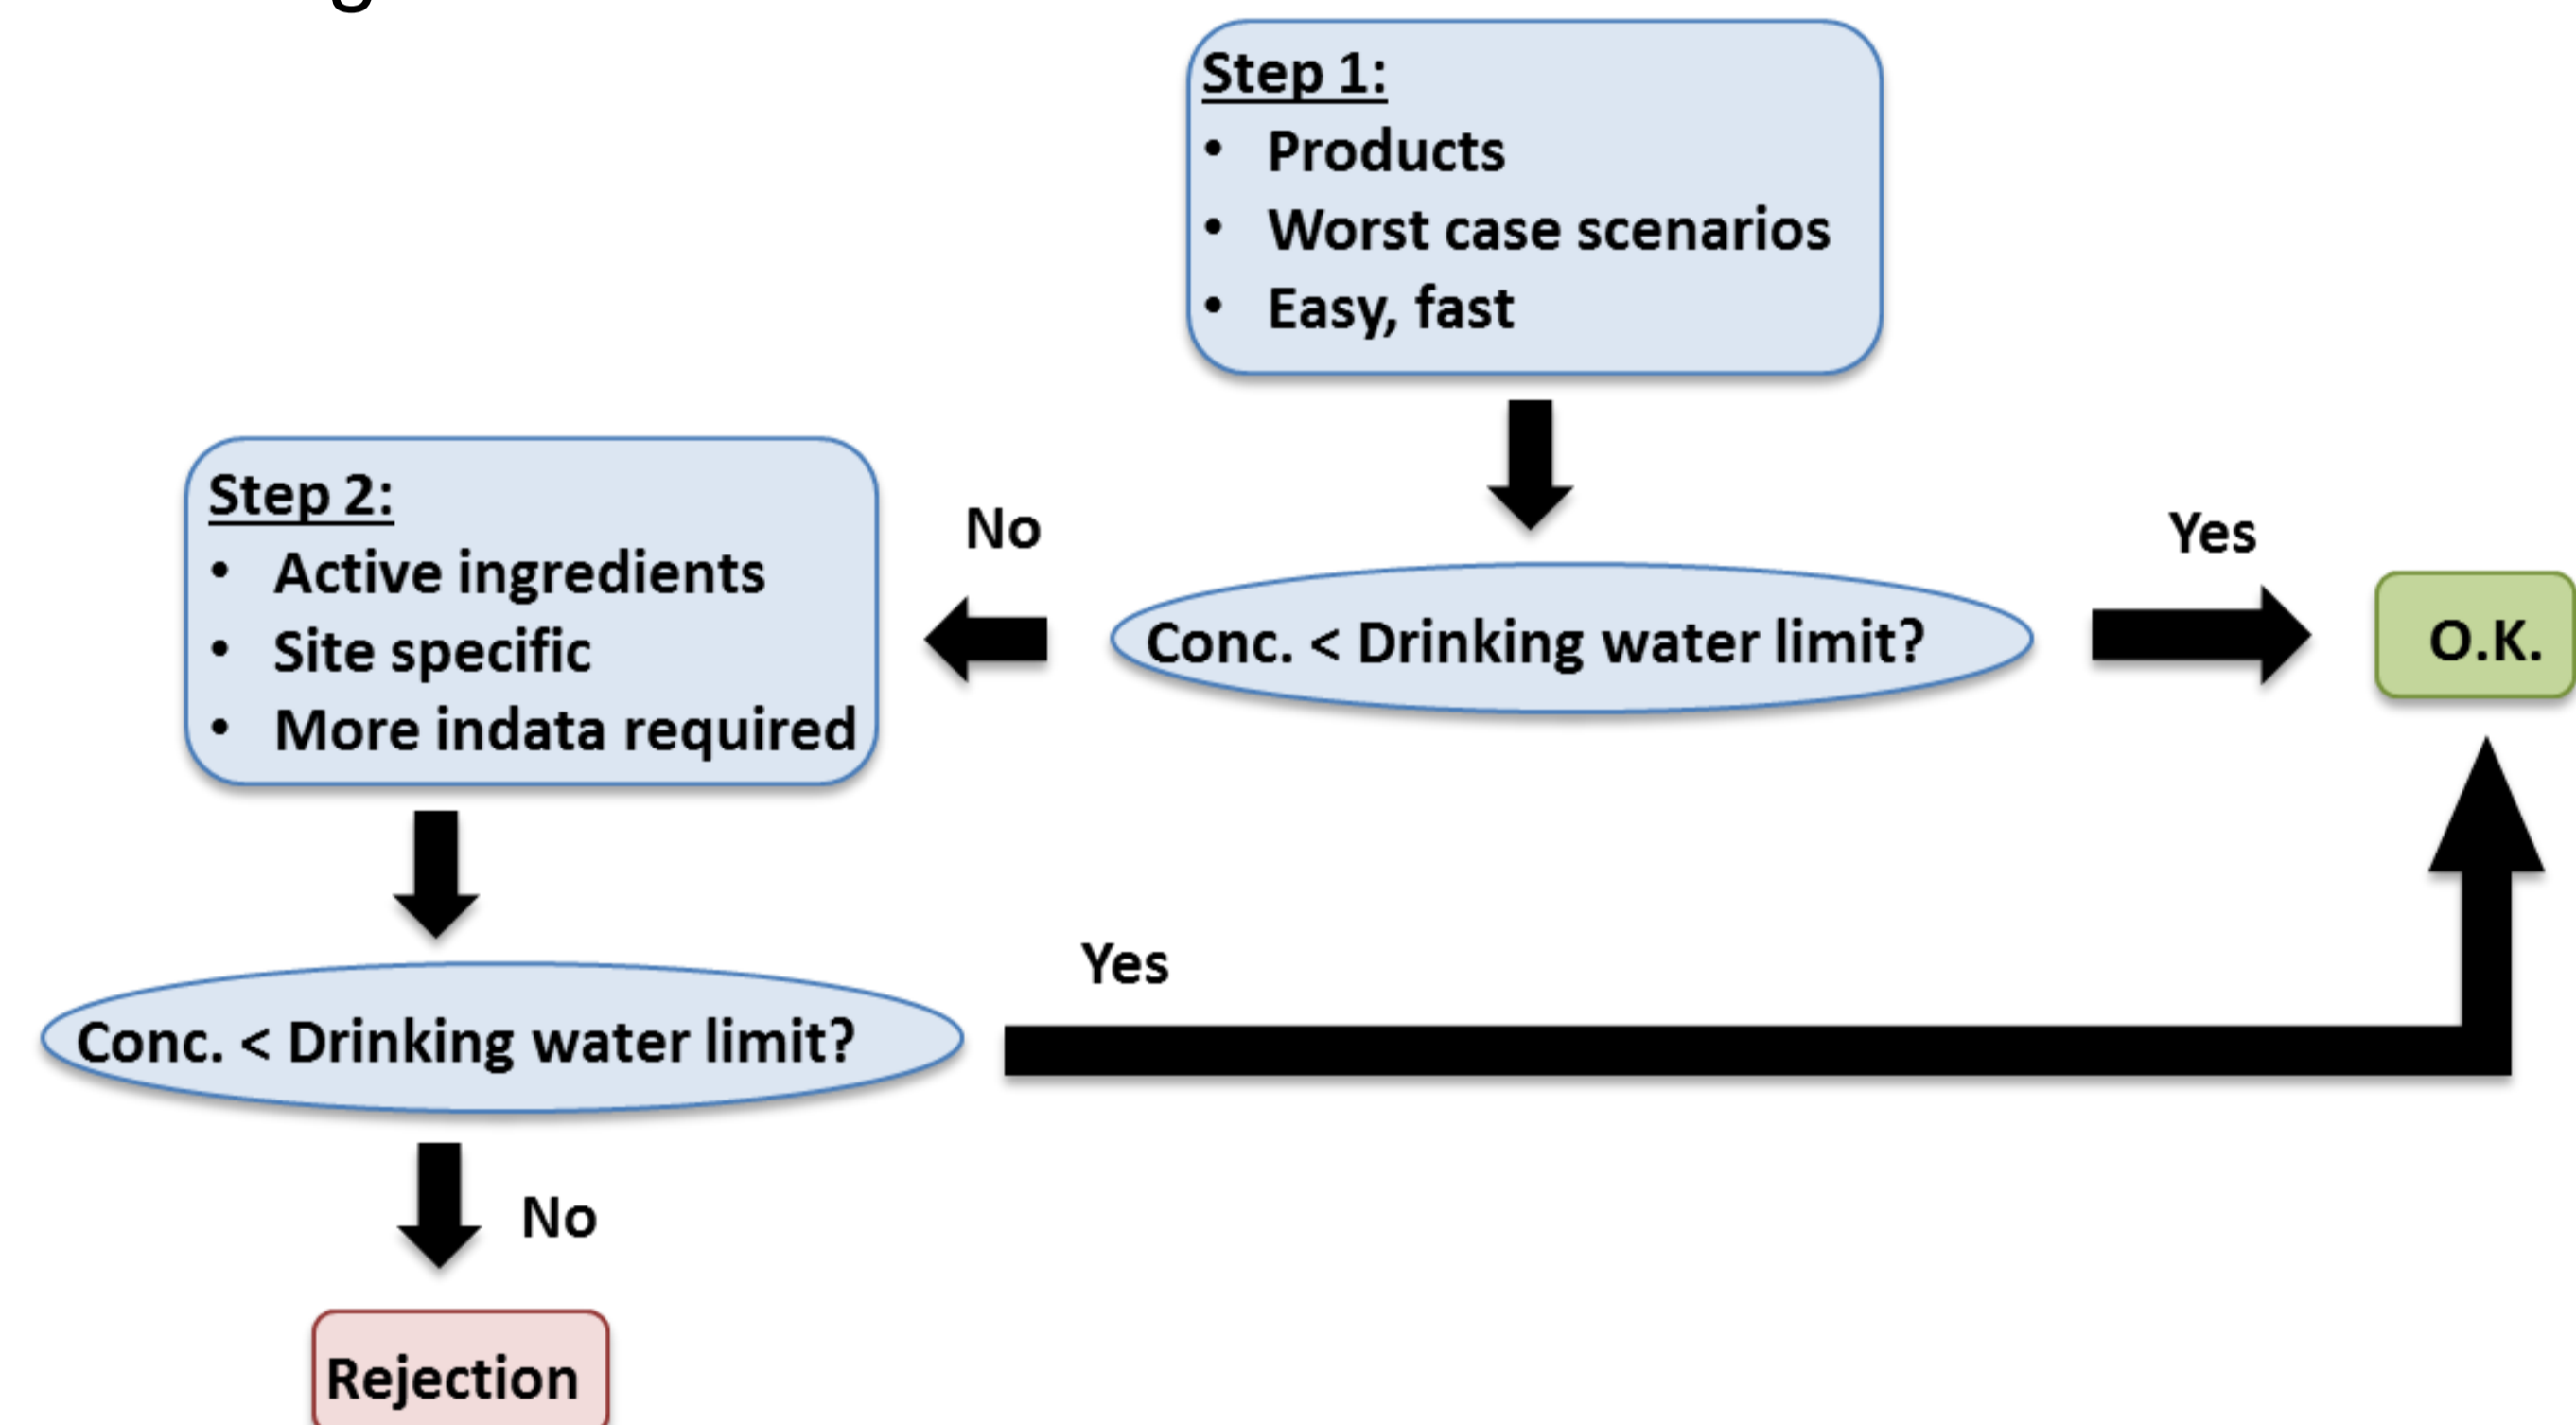 Step 1:
• Products
• Worst case scenarios
• Easy, fast
Step 2:
• Active ingredients
• Site specific
• More indata required
No
Conc. < Drinking water limit?
Yes
O.K.
Conc. < Drinking water limit?
Yes
No
Rejection